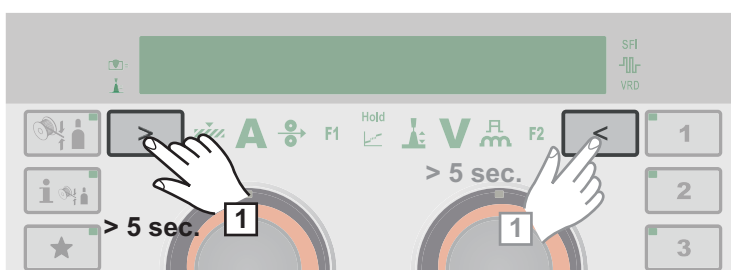 SFI
VRD
Hold
> A F1 V F2 < 1
> 5 sec.
i 2
> 5 sec. 1 1
3